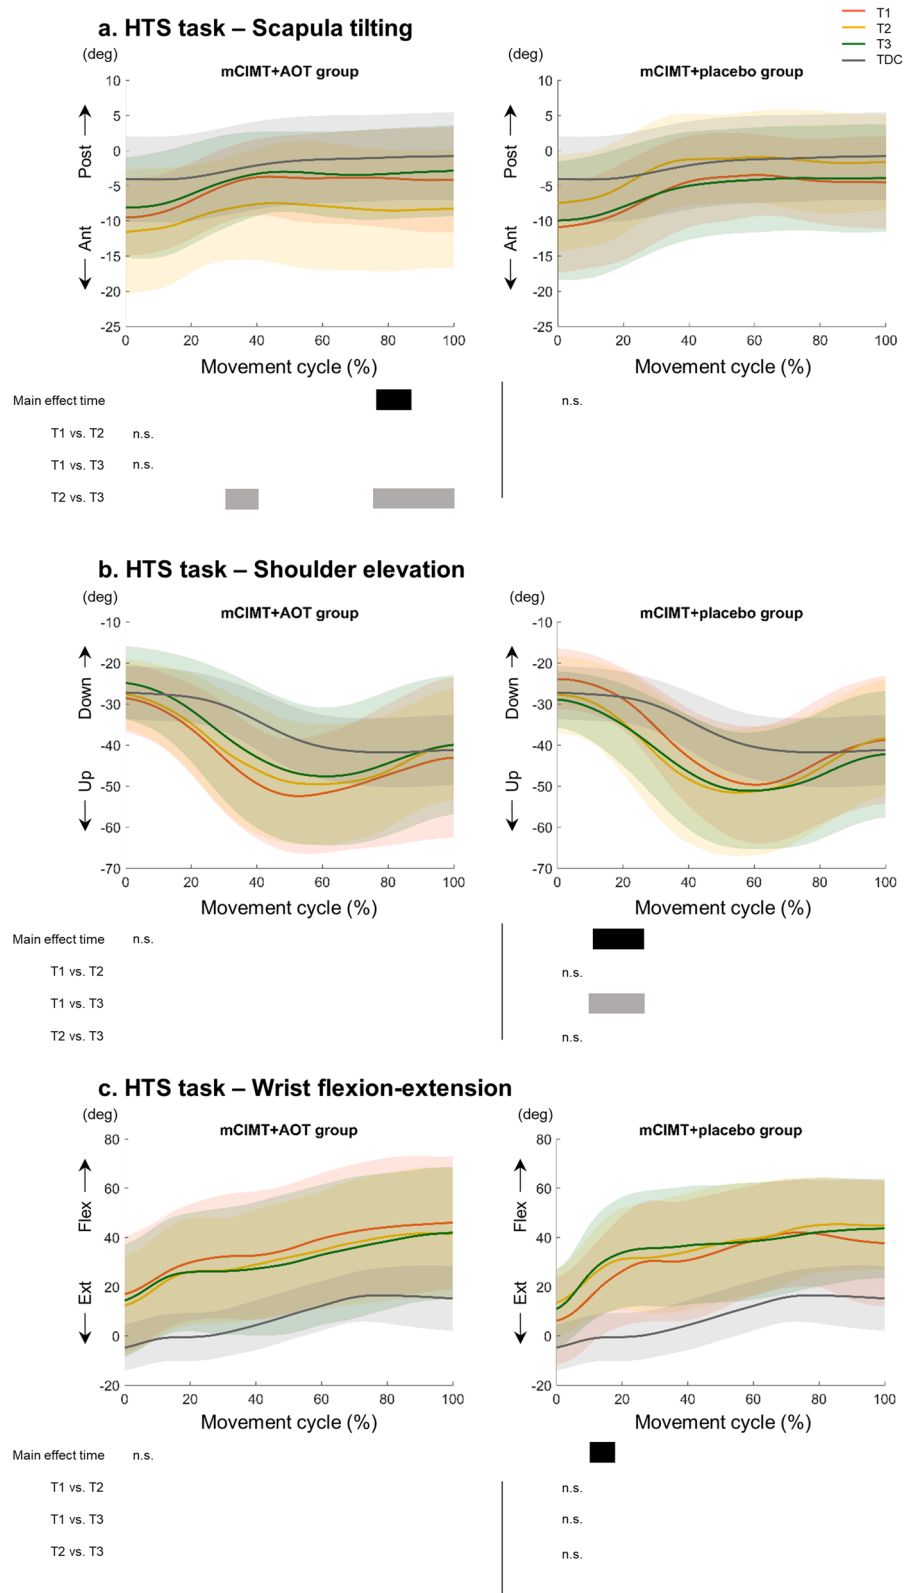 T1
T2
T3
TDC
a. HTS task – Scapula tilting
(deg)
mCIMT+AOT group
Post
Ant
10
5
0
-5
-10
-15
-20
-25
0 20 40 60 80 100
Movement cycle (%)
(deg)
mCIMT+placebo group
Post
Ant
10
5
0
-5
-10
-15
-20
-25
0 20 40 60 80 100
Movement cycle (%)
Main effect time n.s.
T1 vs. T2 n.s.
T1 vs. T3 n.s.
T2 vs. T3
b. HTS task – Shoulder elevation
(deg)
mCIMT+AOT group
Down
Up
-10
-20
-30
-40
-50
-60
-70
0 20 40 60 80 100
Movement cycle (%)
(deg)
mCIMT+placebo group
Down
Up
-10
-20
-30
-40
-50
-60
-70
0 20 40 60 80 100
Movement cycle (%)
Main effect time n.s.
T1 vs. T2 n.s.
T1 vs. T3
T2 vs. T3 n.s.
c. HTS task – Wrist flexion-extension
(deg)
mCIMT+AOT group
Flex
Ext
80
60
40
20
0
-20
0 20 40 60 80 100
Movement cycle (%)
(deg)
mCIMT+placebo group
Flex
Ext
80
60
40
20
0
-20
0 20 40 60 80 100
Movement cycle (%)
Main effect time n.s.
T1 vs. T2 n.s.
T1 vs. T3 n.s.
T2 vs. T3 n.s.